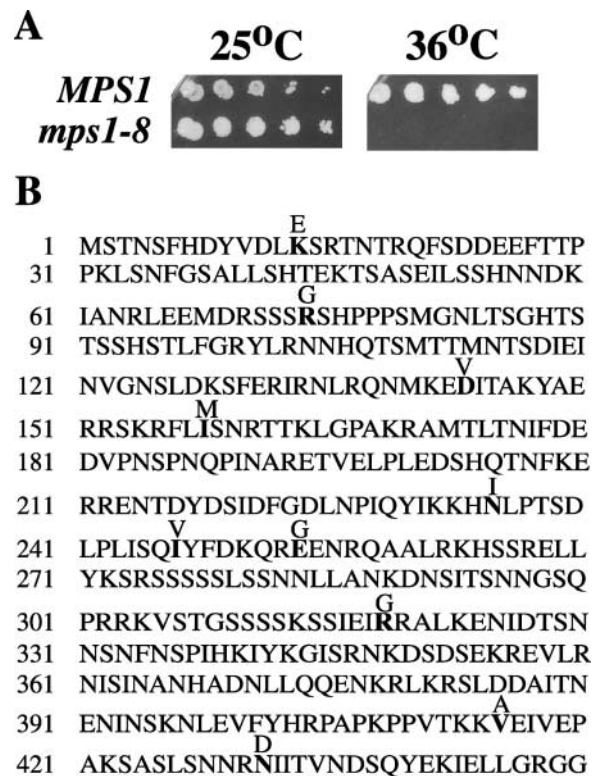 A
25°C 36°C
MPS1
mps1-8
B
E
1 MSTNSFHDYVDLKSRTNTRQFSDDEEFTTP
31 PKLSNFGSALLSHTEKTSASEILSSHNNDK
G
61 IANRLEEMDRSSSRSHPPPSMGNLTSGHTS
91 TSSHSTLFGRYLRNNHQTSMTTMNTSDIEI
V
121 NVGNSLDKSFERIRNLRQNMKEDITAKYAE
M
151 RRSKRFLISNRTTKLGPAKRAMTLTNIFDE
181 DVPNSPNQPINARETVELPLEDSHQTNFKE
I
211 RRENTDYDSIDFGDLNPIQYIKKHNLPTSD
V G
241 LPLISQIYFDKQREENRQAALRKHSSRELL
271 YKSRSSSSSLSSNNLLANKDNSITSNNGSQ
G
301 PRRKVSTGSSSSKSSIEIRRALKENIDTSN
331 NSNFNSPIHKIYKGISRNKDSDSEKREVLR
361 NISINANHADNLLQQENKRLKRSLDDAITN
A
391 ENINSKNLEVFYHRPAPKPPVTKKVEIVEP
D
421 AKSASLSNNRNIITVNDSQYEKIELLGRGG